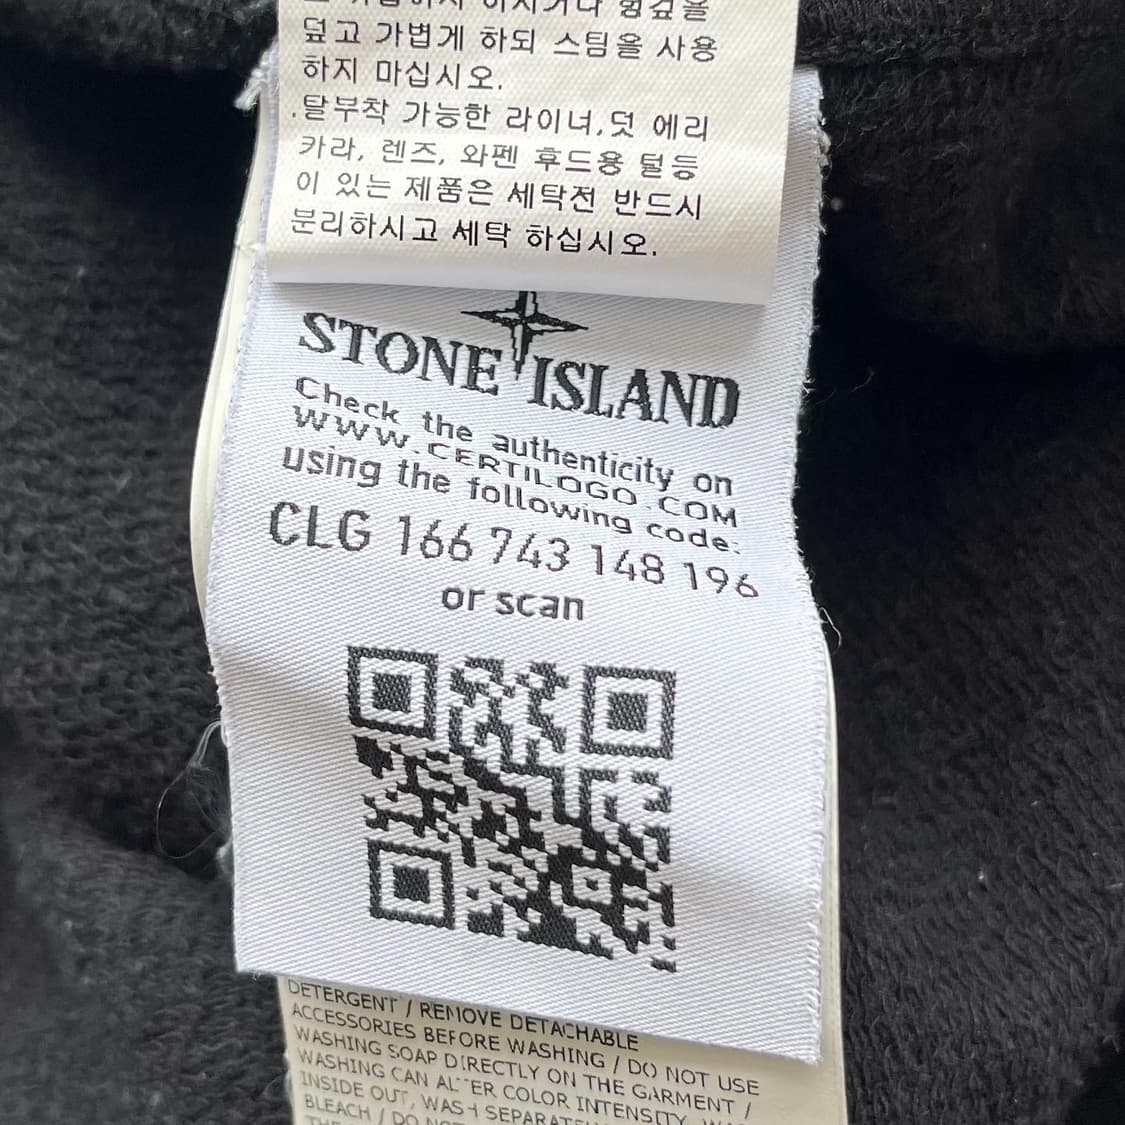 덮고 가볍게 하되 스팀을 사용
하지 마십시오.
.탈부착 가능한 라이너,덧 에리
카라, 렌즈, 와펜 후드용 털등
이 있는 제품은 세탁전 반드시
분리하시고 세탁 하십시오.
STONE ISLAND
Check the authenticity on
WWW.CERTILOGO.COM
using the following code:
CLG 166 743 148 196
or scan
DETERGENT / REMOVE DETACHABLE
ACCESSORIES BEFORE WASHING / DO NOT USE
WASHING SOAP DIRECTLY ON THE GARMENT /
WASHING CAN ALTER COLOR INTENSITY,
INSIDE OUT, WASH
BLEACH / DO NOT